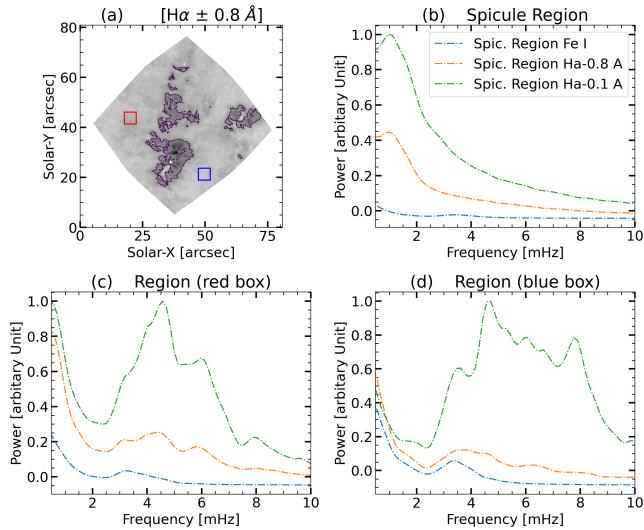 (a) [Hα ± 0.8 Å]
80
60
40
20
0
0 25 50 75
Solar-Y [arcsec]
Solar-X [arcsec]
(b) Spicule Region
Spic. Region Fe I
Spic. Region Ha-0.8 A
Spic. Region Ha-0.1 A
1.0
0.8
0.6
0.4
0.2
0.0
2 4 6 8 10
Power [arbitary Unit]
Frequency [mHz]
(c) Region (red box)
1.0
0.8
0.6
0.4
0.2
0.0
2 4 6 8 10
Power [arbitary Unit]
Frequency [mHz]
(d) Region (blue box)
1.0
0.8
0.6
0.4
0.2
0.0
2 4 6 8 10
Power [arbitary Unit]
Frequency [mHz]